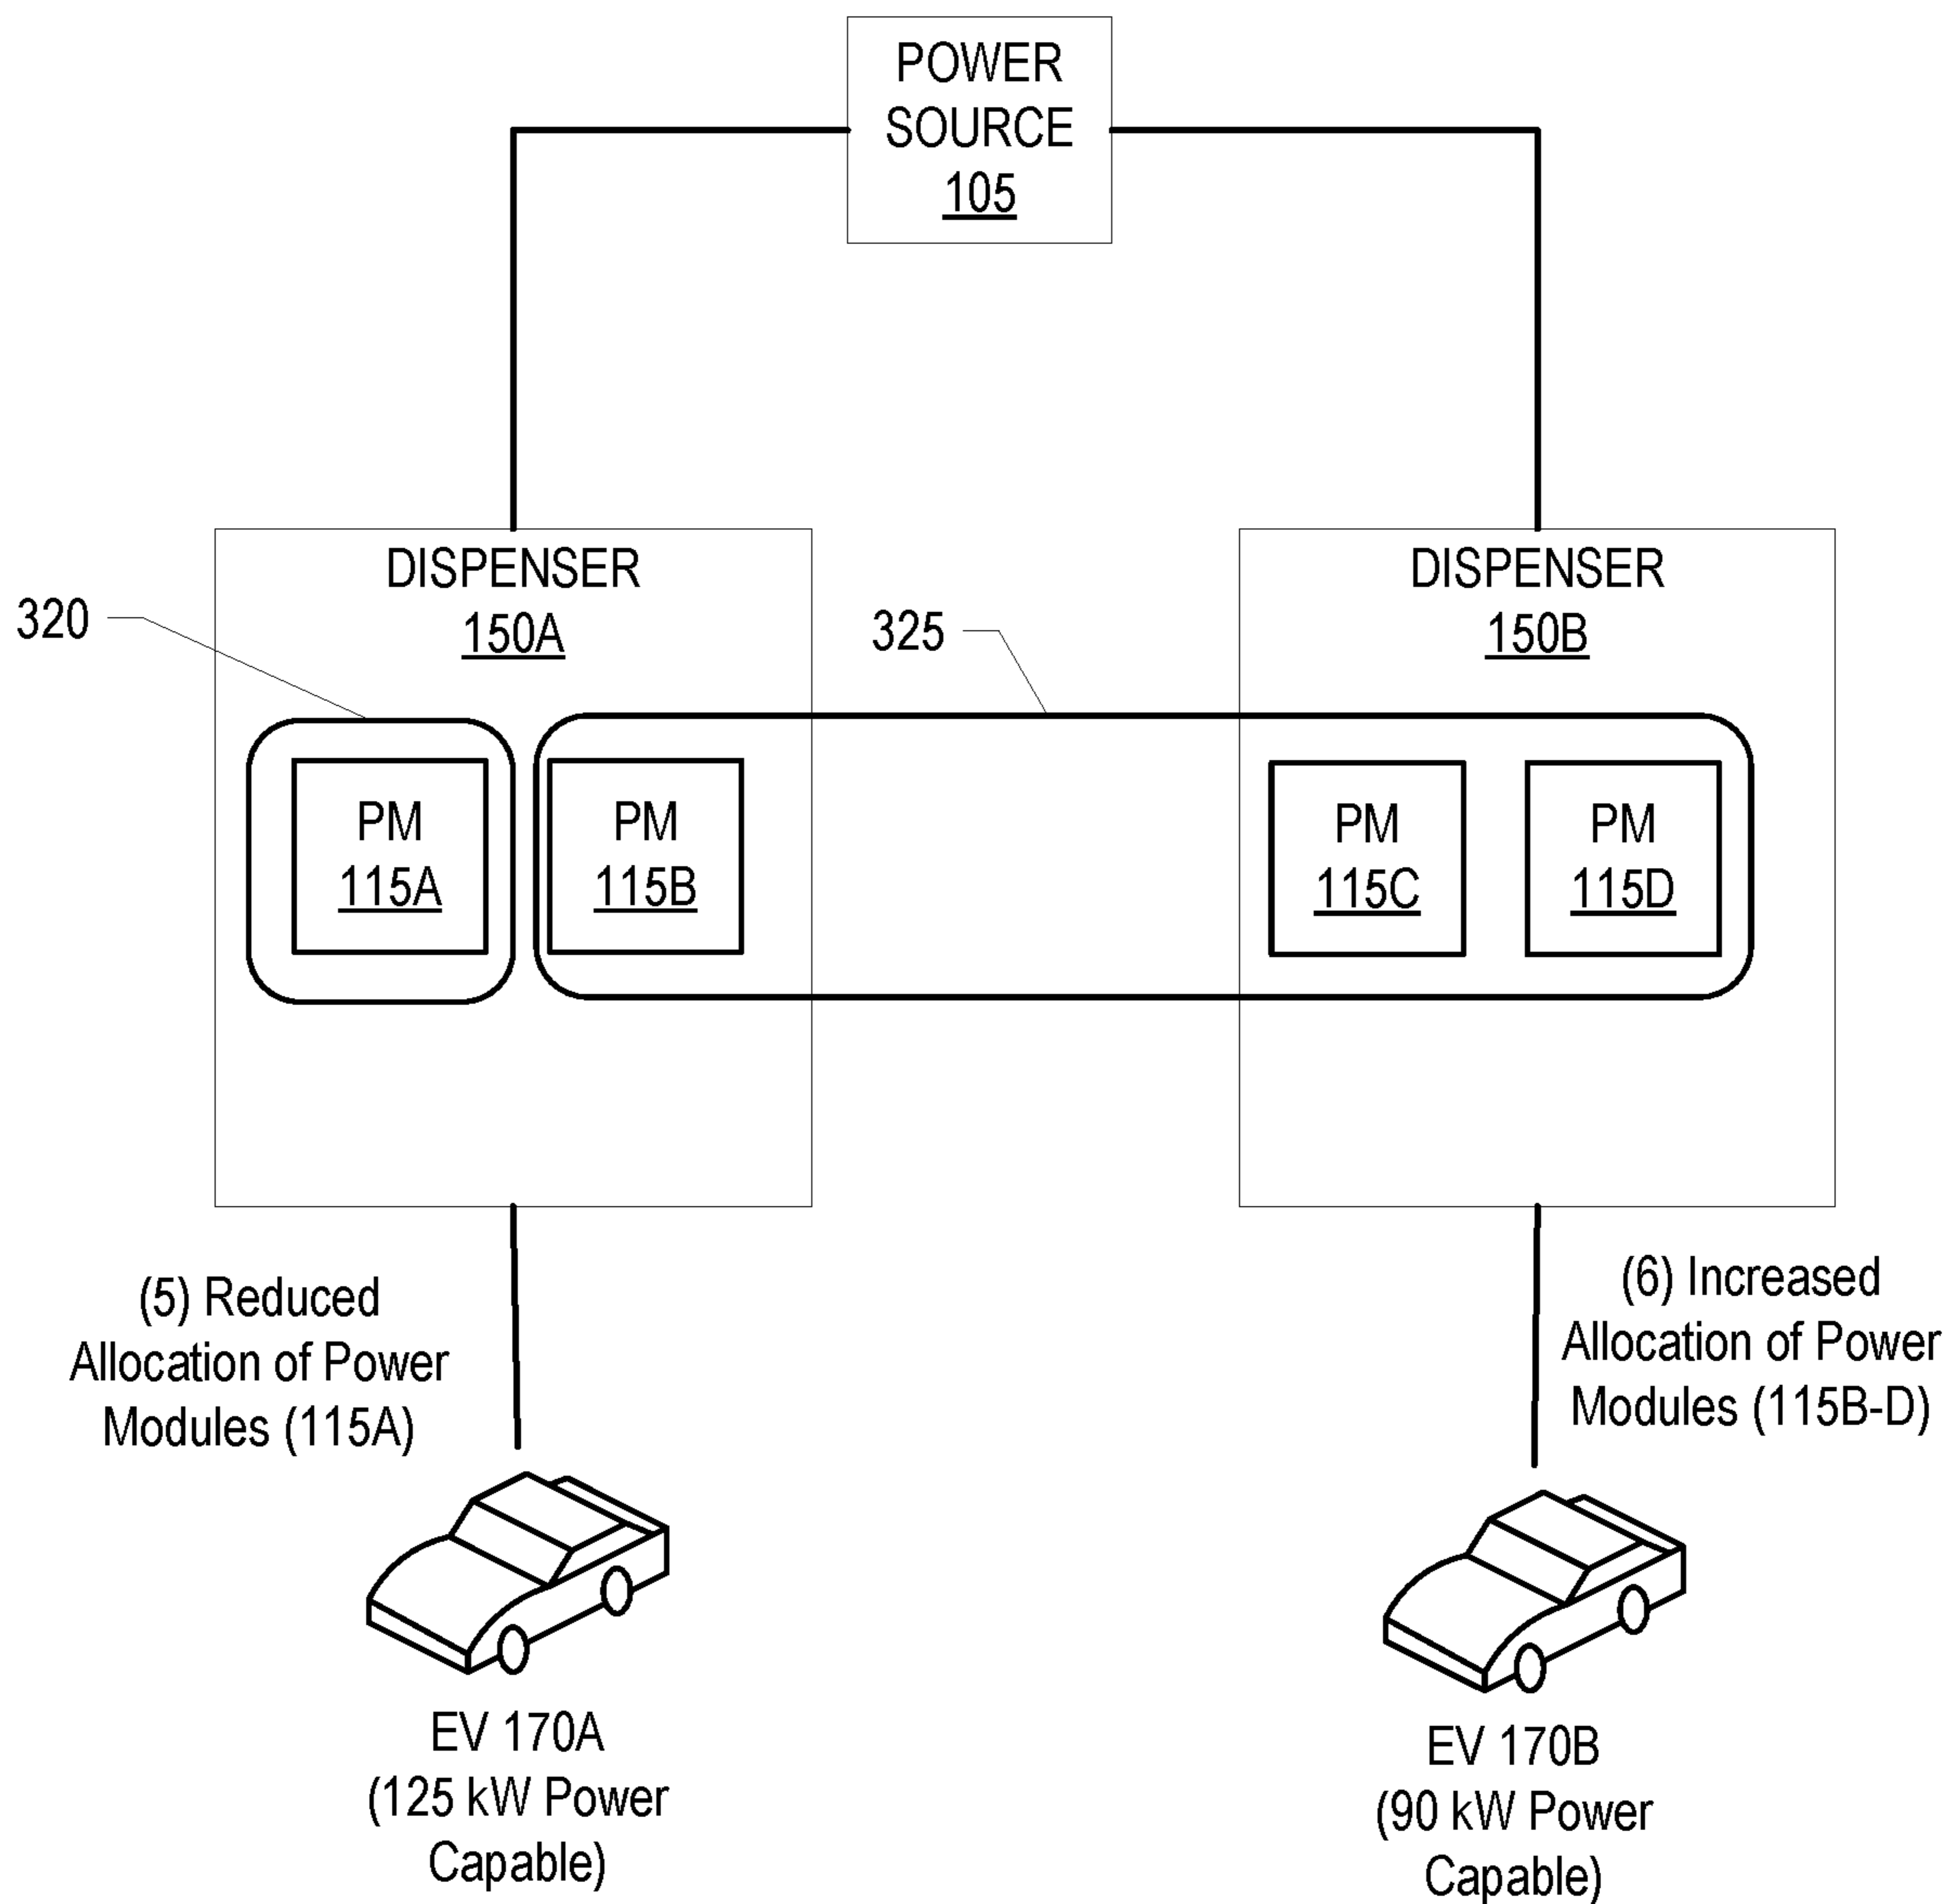 POWER
SOURCE
105
DISPENSER
150A
DISPENSER
150B
320
325
PM
115A
PM
115B
PM
115C
PM
115D
(5) Reduced
Allocation of Power
Modules (115A)
(6) Increased
Allocation of Power
Modules (115B-D)
EV 170A
(125 kW Power
Capable)
EV 170B
(90 kW Power
Capable)